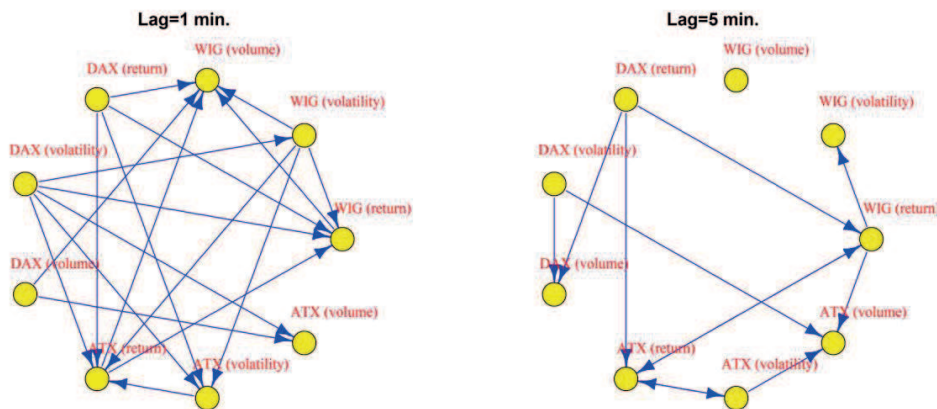 Lag=1 min.
WIG (volume)
DAX (return)
WIG (volatility)
DAX (volatility)
WIG (return)
DAX (volume)
ATX (volume)
ATX (return)
ATX (volatility)
Lag=5 min.
WIG (volume)
DAX (return)
WIG (volatility)
DAX (volatility)
WIG (return)
DAX (volume)
ATX (volume)
ATX (return)
ATX (volatility)